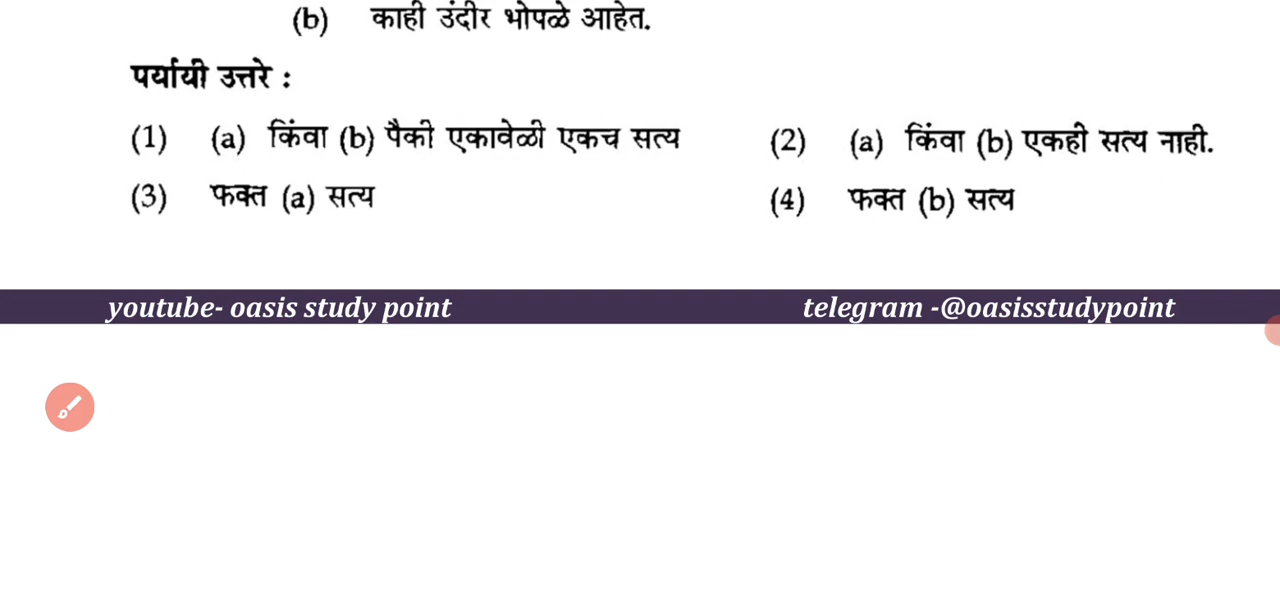 (b) काही उंदीर भोपळे आहेत.
पर्यायी उत्तरे :
(1) (a) किंवा (b) पैकी एकावेळी एकच सत्य (2) (a) किंवा (b) एकही सत्य नाही.
(3) फक्त (a) सत्य (4) फक्त (b) सत्य
youtube- oasis study point telegram -@oasisstudypoint